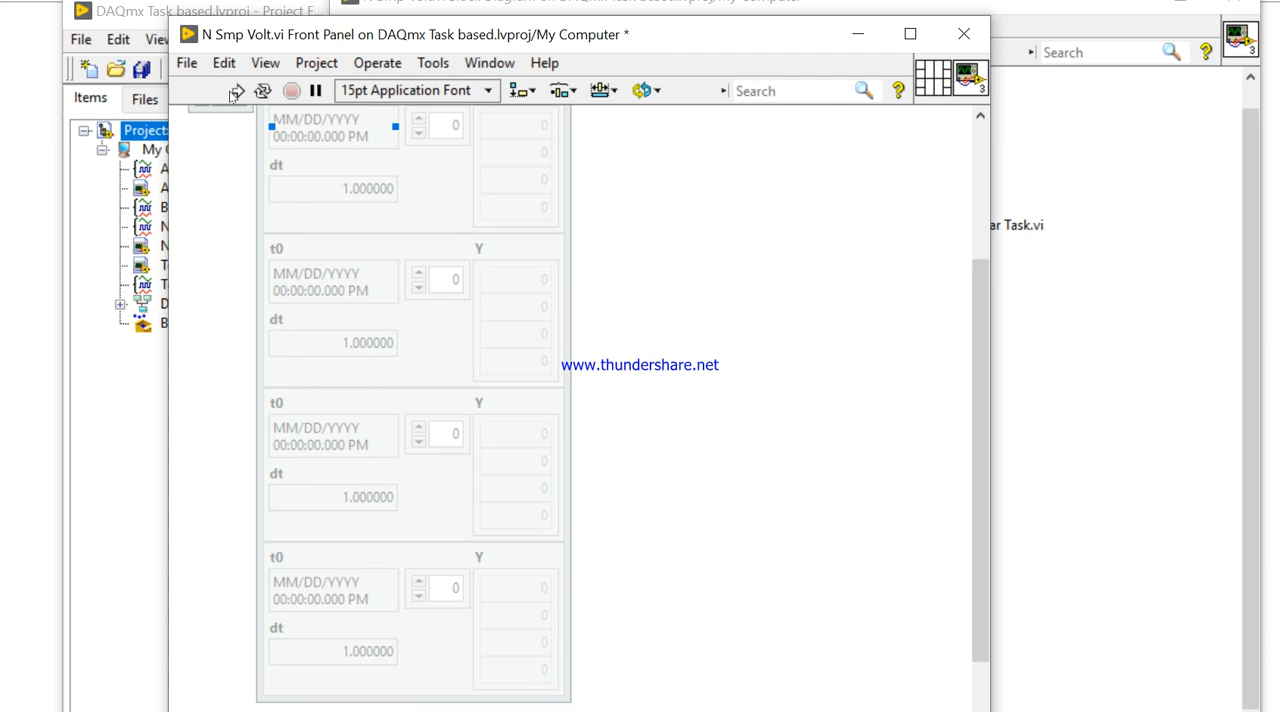 DAQmx Task based.lvproj - Project E...
N Smp Volt.vi Front Panel on DAQmx Task based.lvproj/My Computer *
File Edit View
File Edit View Project Operate Tools Window Help
Search
3
15pt Application Font
Search
3
Items Files
Project:
My C
A
A
B
N
N
T
T
D
B
MM/DD/YYYY
00:00:00.000 PM
0
0
0
0
0
dt
1.000000
ar Task.vi
t0 Y
MM/DD/YYYY
00:00:00.000 PM
0
0
0
0
0
dt
1.000000
www.thundershare.net
t0 Y
MM/DD/YYYY
00:00:00.000 PM
0
0
0
0
0
dt
1.000000
t0 Y
MM/DD/YYYY
00:00:00.000 PM
0
0
0
0
0
dt
1.000000